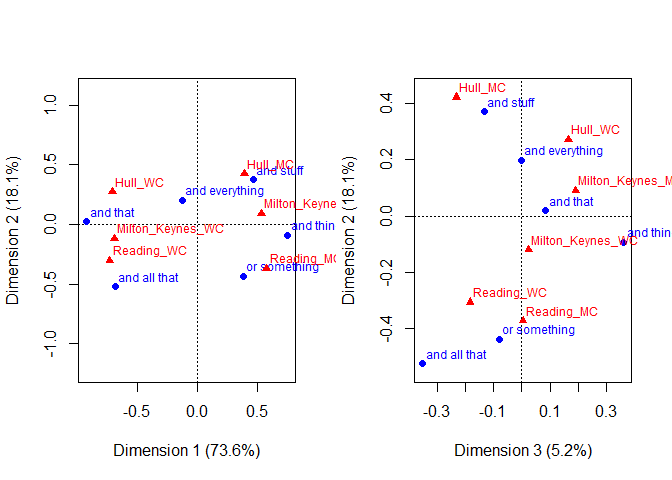 Dimension 2 (18.1%)
1.0
0.5
0.0
-0.5
-1.0
Hull_MC
and stuff
Hull_WC
and everything
Milton_Keyne
and that
Milton_Keynes_WC
and thin
Reading_WC
Reading_MC
or something
and all that
-0.5
0.0
0.5
Dimension 1 (73.6%)
Dimension 2 (18.1%)
0.4
0.2
0.0
-0.2
-0.4
Hull_MC
and stuff
Hull_WC
and everything
Milton_Keynes_M
and that
and thin
Milton_Keynes_WC
Reading_WC
Reading_MC
or something
and all that
-0.3
-0.1
0.1
0.3
Dimension 3 (5.2%)